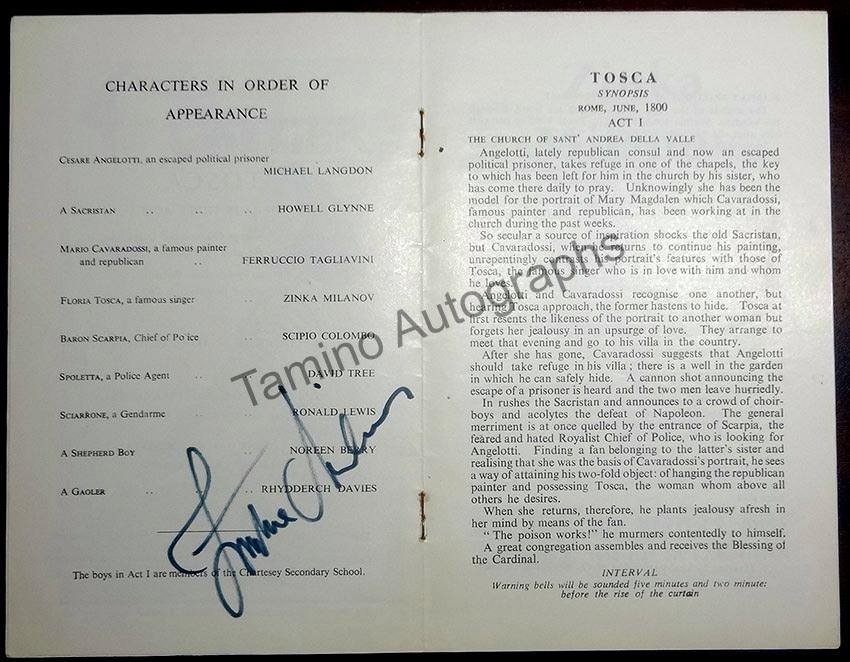 CHARACTERS IN ORDER OF
APPEARANCE
CESARE ANGELOTTI, an escaped political prisoner
MICHAEL LANGDON
A SACRISTAN .. .. .. HOWELL GLYNNE
MARIO CAVARADOSSI, a famous painter
and republican .. FERRUCCIO TAGLIAVINI
FLORIA TOSCA, a famous singer .. ZINKA MILANOV
BARON SCARPIA, Chief of Police .. SCIPIO COLOMBO
SPOLETTA, a Police Agent .. DAVID TREE
SCIARRONE, a Gendarme .. RONALD LEWIS
A SHEPHERD BOY .. NOREEN BERRY
A GAOLER .. .. RHYDDERCH DAVIES
The boys in Act I are members of the Chartesey Secondary School.
TOSCA
SYNOPSIS
ROME, JUNE, 1800
ACT I
THE CHURCH OF SANT' ANDREA DELLA VALLE
Angelotti, lately republican consul and now an escaped
political prisoner, takes refuge in one of the chapels, the key
to which has been left for him in the church by his sister, who
has come there daily to pray. Unknowingly she has been the
model for the portrait of Mary Magdalen which Cavaradossi,
famous painter and republican, has been working at in the
church during the past weeks.
So secular a source of inspiration shocks the old Sacristan,
but Cavaradossi, when he returns to continue his painting,
unrepentingly contrasts his portrait's features with those of
Tosca, the famous singer who is in love with him and whom
he loves.
Angelotti and Cavaradossi recognise one another, but
hearing Tosca approach, the former hastens to hide. Tosca at
first resents the likeness of the portrait to another woman but
forgets her jealousy in an upsurge of love. They arrange to
meet that evening and go to his villa in the country.
After she has gone, Cavaradossi suggests that Angelotti
should take refuge in his villa; there is a well in the garden
in which he can safely hide. A cannon shot announcing the
escape of a prisoner is heard and the two men leave hurriedly.
In rushes the Sacristan and announces to a crowd of choir-
boys and acolytes the defeat of Napoleon. The general
merriment is at once quelled by the entrance of Scarpia, the
feared and hated Royalist Chief of Police, who is looking for
Angelotti. Finding a fan belonging to the latter's sister and
realising that she was the basis of Cavaradossi's portrait, he sees
a way of attaining his two-fold object: of hanging the republican
painter and possessing Tosca, the woman whom above all
others he desires.
When she returns, therefore, he plants jealousy afresh in
her mind by means of the fan.
"The poison works!" he murmers contentedly to himself.
A great congregation assembles and receives the Blessing of
the Cardinal.
INTERVAL
Warning bells will be sounded five minutes and two minute:
before the rise of the curtain
Tamino Autographs